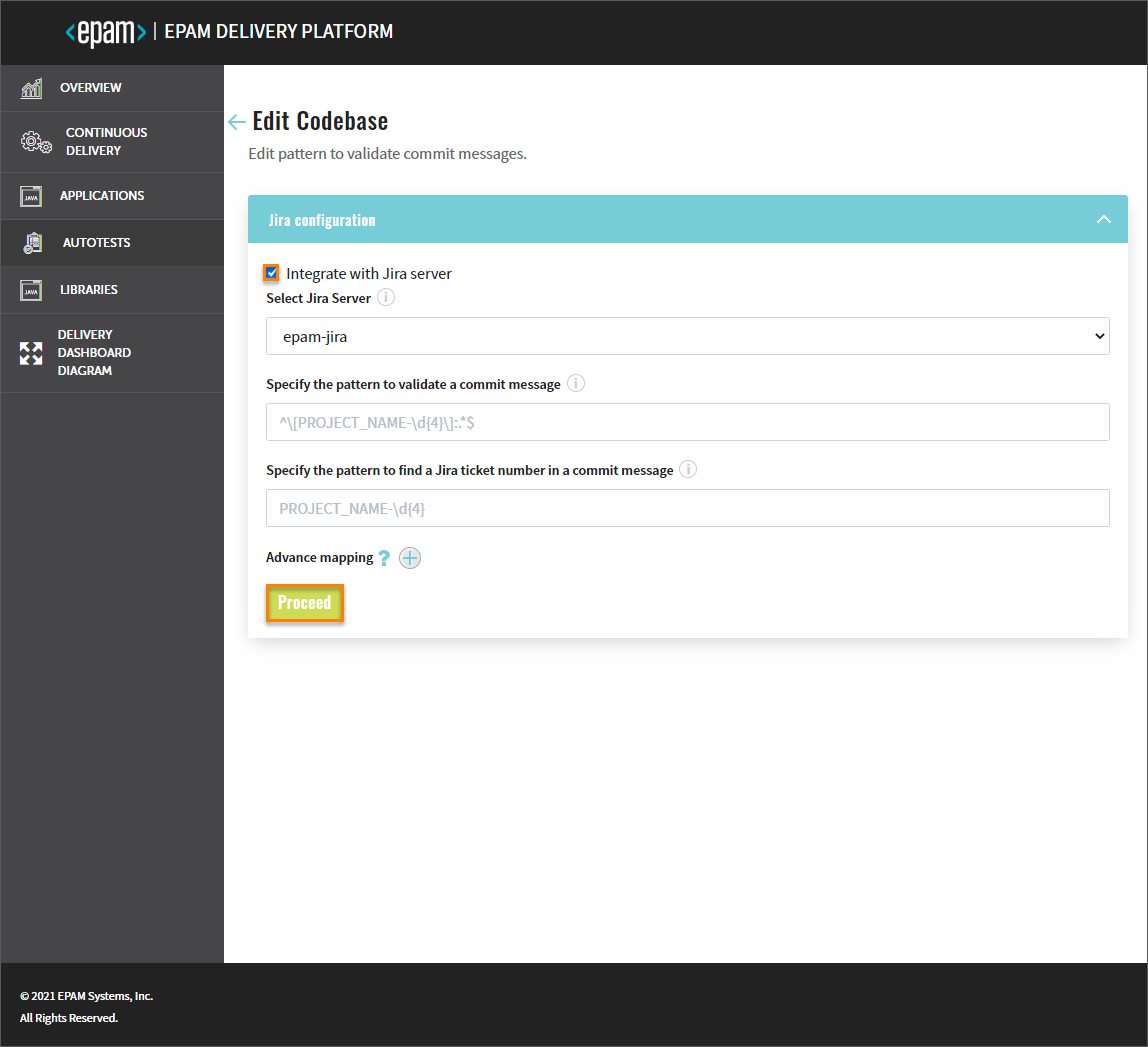 <epam> | EPAM DELIVERY PLATFORM
OVERVIEW
CONTINUOUS
DELIVERY
JAVA
APPLICATIONS
AUTOTESTS
JAVA
LIBRARIES
DELIVERY
DASHBOARD
DIAGRAM
Edit Codebase
Edit pattern to validate commit messages.
Jira configuration
Integrate with Jira server
Select Jira Server i
epam-jira
Specify the pattern to validate a commit message i
^\[PROJECT_NAME-\d{4}\]:.*$
Specify the pattern to find a Jira ticket number in a commit message i
PROJECT_NAME-\d{4}
Advance mapping ?
Proceed
© 2021 EPAM Systems, Inc.
All Rights Reserved.